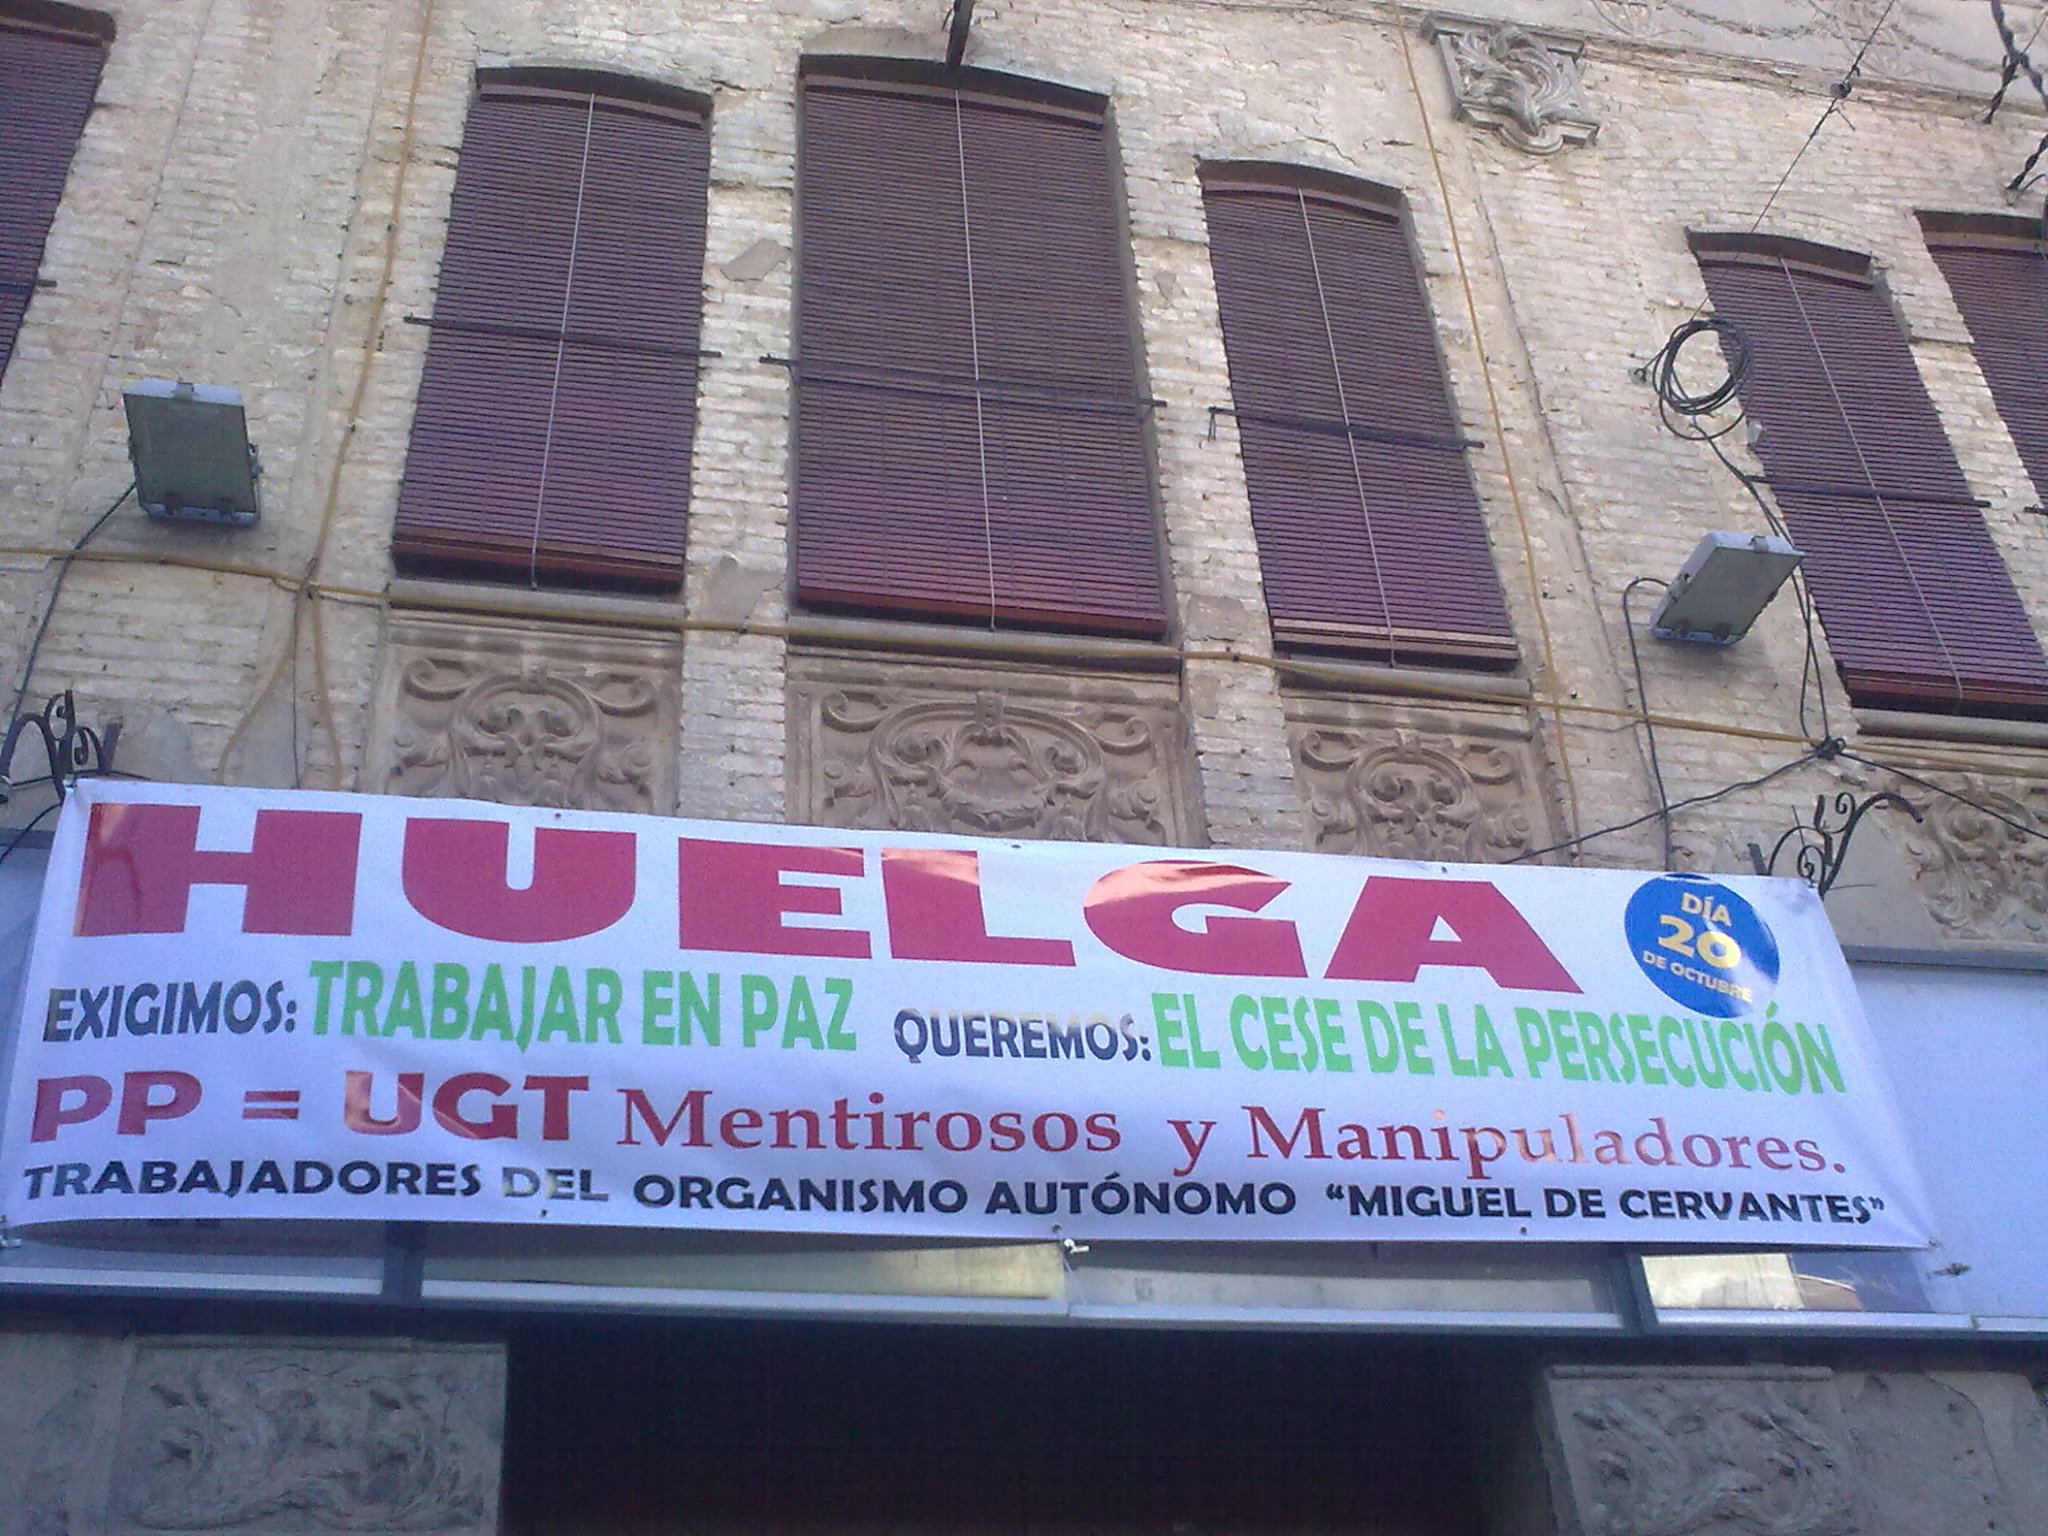 HUELGA
DÍA
20
DE OCTUBRE
EXIGIMOS: TRABAJAR EN PAZ QUEREMOS: EL CESE DE LA PERSECUCIÓN
PP = UGT Mentirosos y Manipuladores.
TRABAJADORES DEL ORGANISMO AUTÓNOMO "MIGUEL DE CERVANTES"